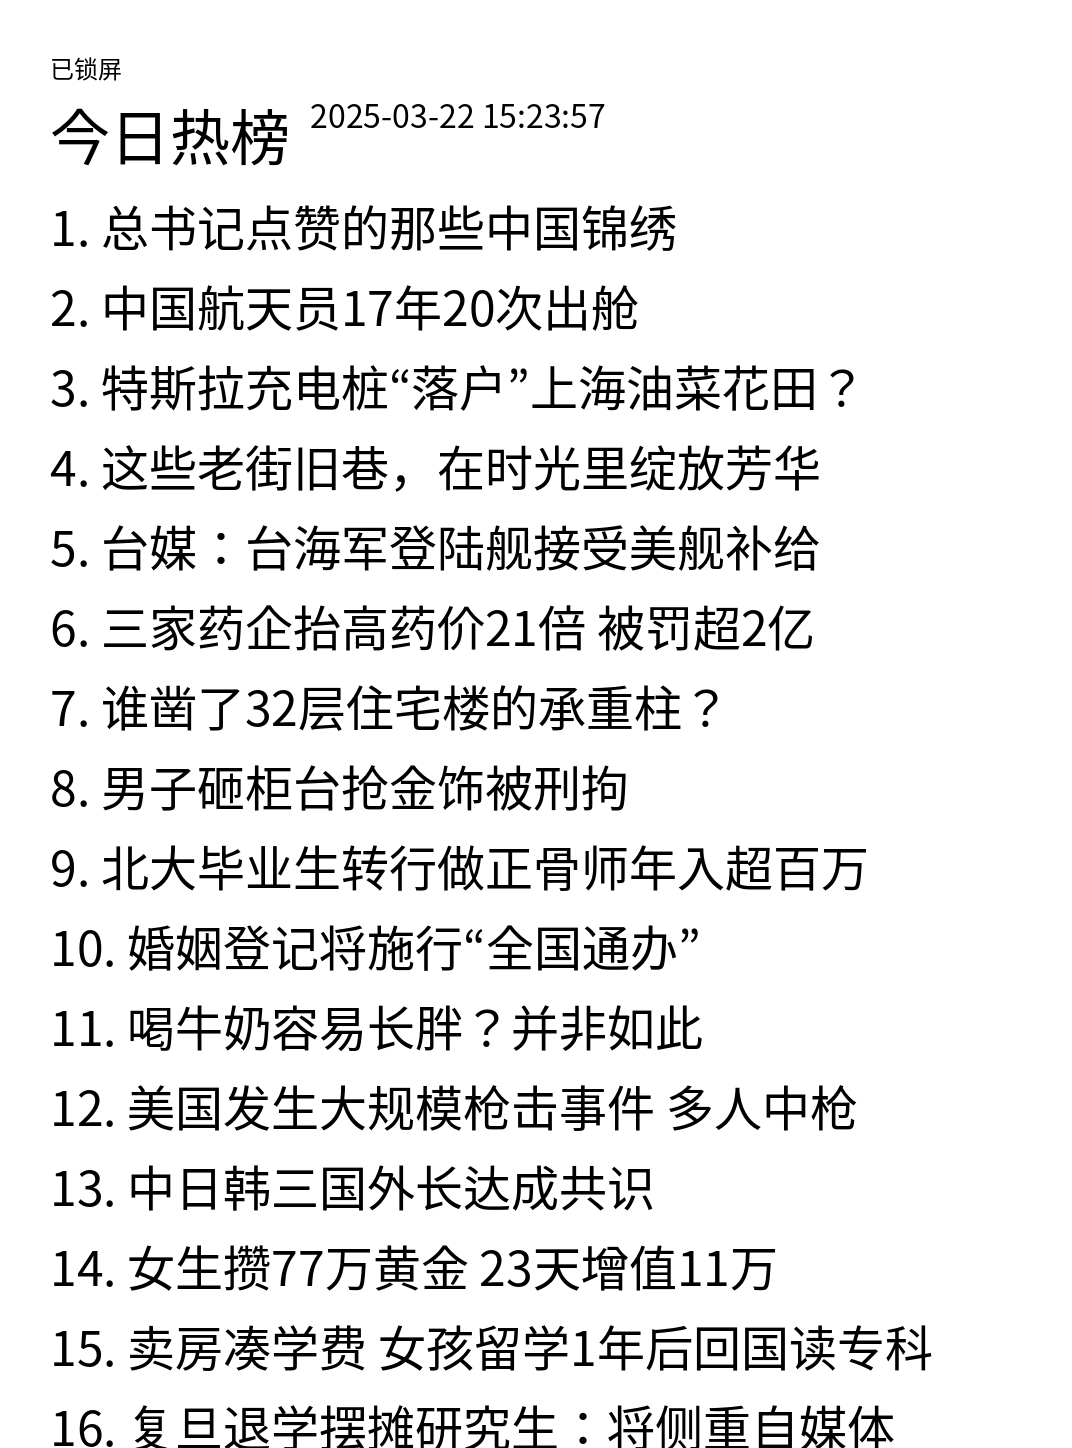 已锁屏
今日热榜 2025-03-22 15:23:57
1. 总书记点赞的那些中国锦绣
2. 中国航天员17年20次出舱
3. 特斯拉充电桩“落户”上海油菜花田？
4. 这些老街旧巷，在时光里绽放芳华
5. 台媒：台海军登陆舰接受美舰补给
6. 三家药企抬高药价21倍 被罚超2亿
7. 谁凿了32层住宅楼的承重柱？
8. 男子砸柜台抢金饰被刑拘
9. 北大毕业生转行做正骨师年入超百万
10. 婚姻登记将施行“全国通办”
11. 喝牛奶容易长胖？并非如此
12. 美国发生大规模枪击事件 多人中枪
13. 中日韩三国外长达成共识
14. 女生攒77万黄金 23天增值11万
15. 卖房凑学费 女孩留学1年后回国读专科
16. 复旦退学摆摊研究生：将侧重自媒体